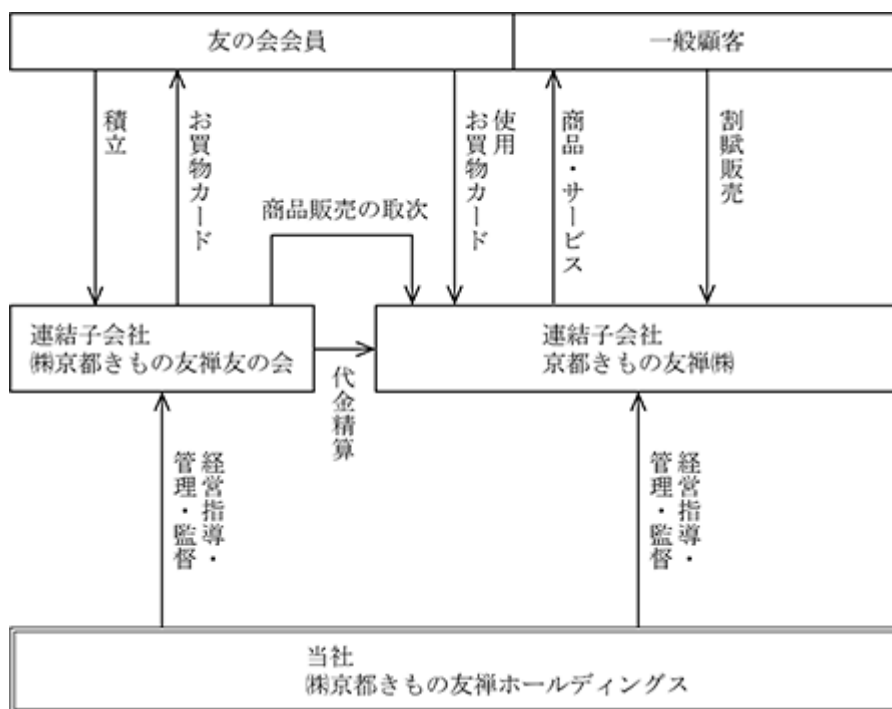 友の会会員
一般顧客
積立
お買物カード
お買物カード
使用
商品・サービス
割賦販売
商品販売の取次
連結子会社
㈱京都きもの友禅友の会
代金精算
連結子会社
京都きもの友禅㈱
経営指導・
管理・監督
経営指導・
管理・監督
当社
㈱京都きもの友禅ホールディングス